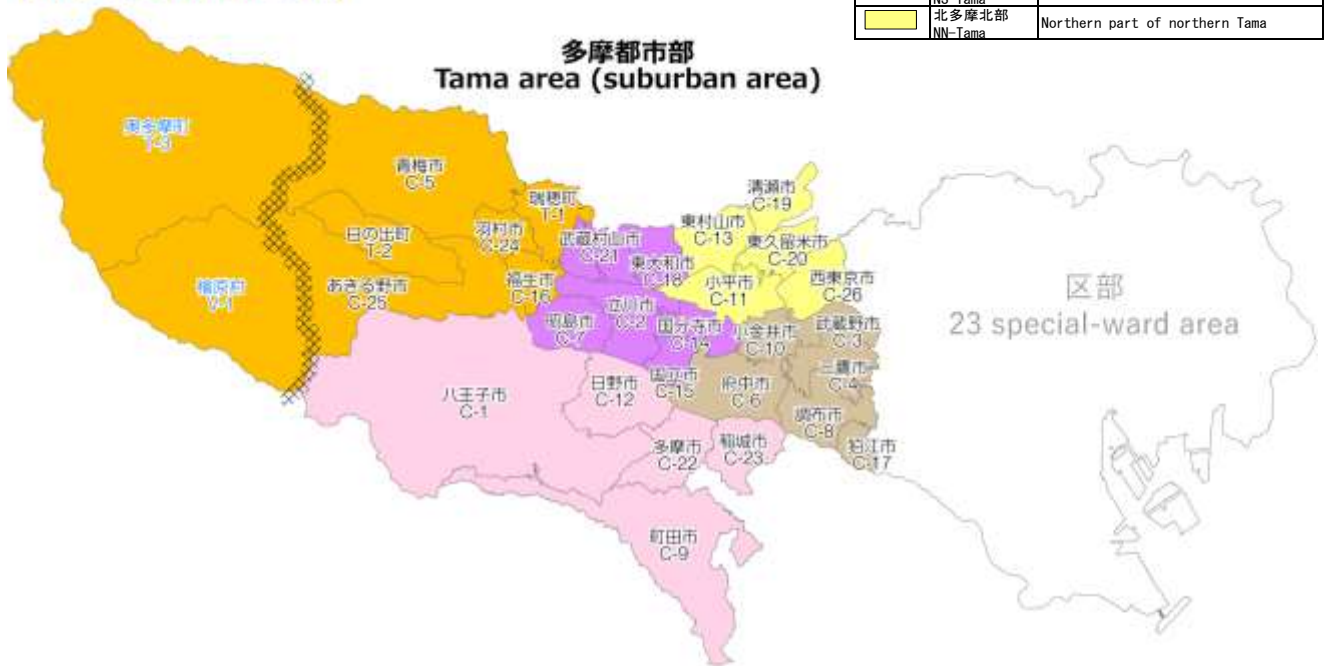 NS-Tama
北多摩北部
NN-Tama
Northern part of northern Tama
多摩都市部
Tama area (suburban area)
奥多摩町
T-3
青梅市
C-5
瑞穂町
T-1
清瀬市
C-19
東村山市
C-13
日の出町
T-2
羽村市
C-24
武蔵村山市
C-21
東久留米市
C-20
東大和市
C-18
檜原村
V-1
あきる野市
C-25
福生市
C-16
小平市
C-11
西東京市
C-26
区部
23 special-ward area
昭島市
C-7
立川市
C-2
国分寺市
C-14
小金井市
C-10
武蔵野市
C-3
三鷹市
C-4
八王子市
C-1
日野市
C-12
国立市
C-15
府中市
C-6
調布市
C-8
狛江市
C-17
多摩市
C-22
稲城市
C-23
町田市
C-9